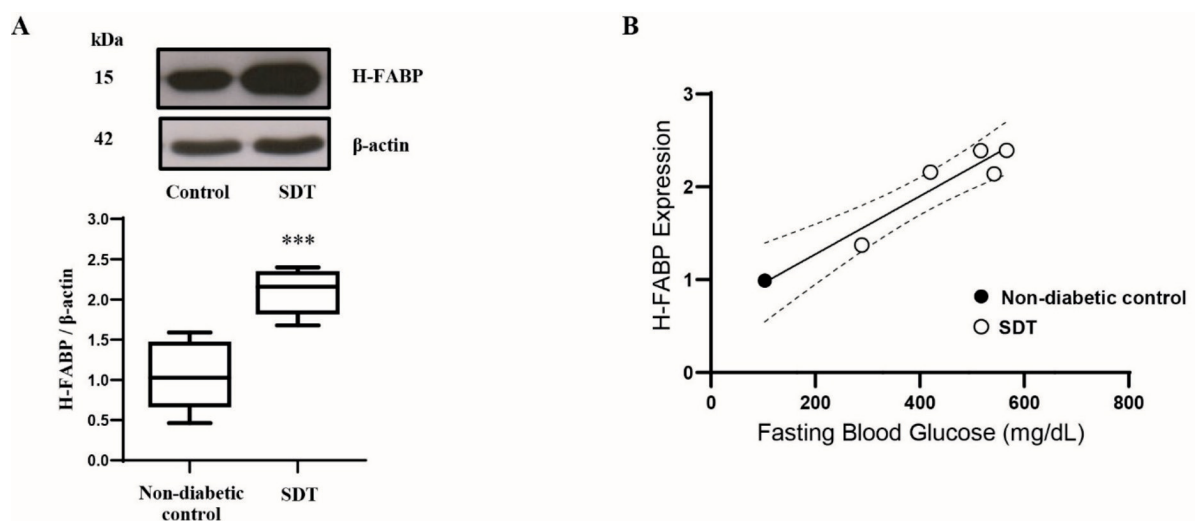 A
kDa
15
H-FABP
42
β-actin
Control SDT
3.0
2.5
2.0
1.5
1.0
0.5
0.0
H-FABP / β-actin
***
Non-diabetic
control
SDT
B
3
2
1
0
H-FABP Expression
Non-diabetic control
SDT
0 200 400 600 800
Fasting Blood Glucose (mg/dL)